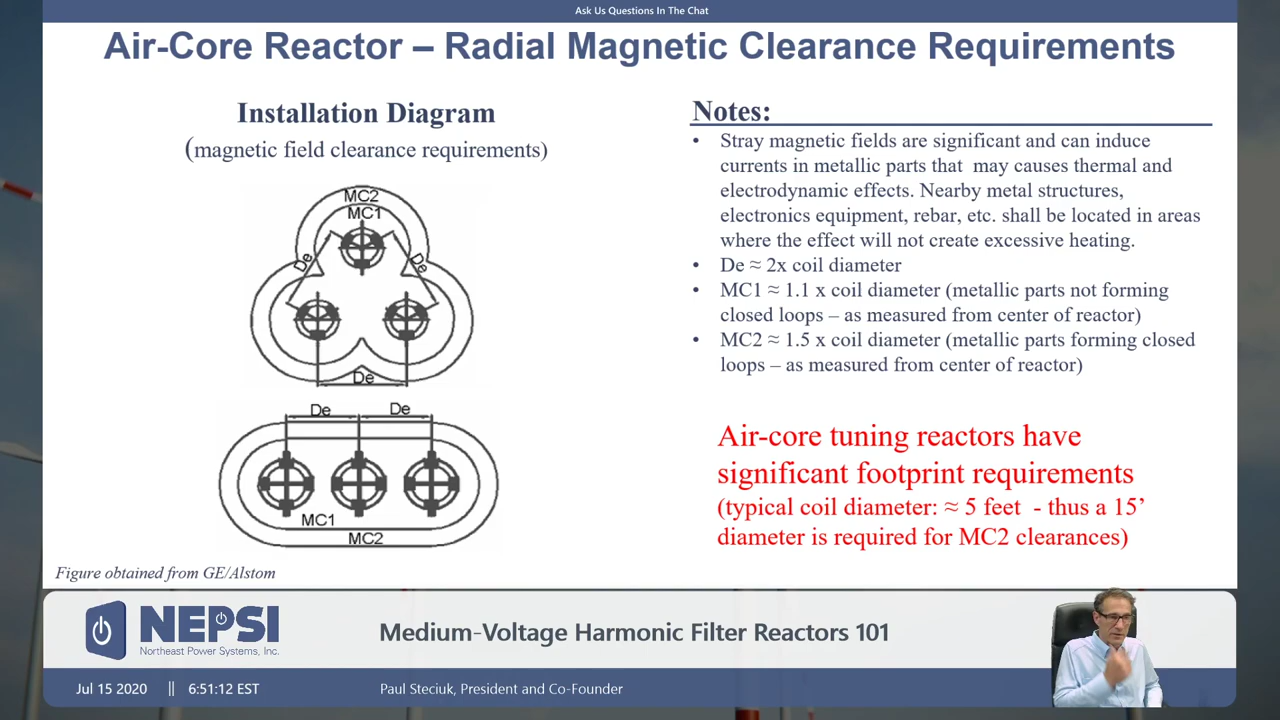 Ask Us Questions In The Chat
Air-Core Reactor – Radial Magnetic Clearance Requirements
Installation Diagram
(magnetic field clearance requirements)
MC2
MC1
De
De
De
De
De
MC1
MC2
Figure obtained from GE/Alstom
Notes:
• Stray magnetic fields are significant and can induce
currents in metallic parts that may causes thermal and
electrodynamic effects. Nearby metal structures,
electronics equipment, rebar, etc. shall be located in areas
where the effect will not create excessive heating.
• De ≈ 2x coil diameter
• MC1 ≈ 1.1 x coil diameter (metallic parts not forming
closed loops – as measured from center of reactor)
• MC2 ≈ 1.5 x coil diameter (metallic parts forming closed
loops – as measured from center of reactor)
Air-core tuning reactors have
significant footprint requirements
(typical coil diameter: ≈ 5 feet - thus a 15’
diameter is required for MC2 clearances)
NEPSI
Northeast Power Systems, Inc.
Medium-Voltage Harmonic Filter Reactors 101
Jul 15 2020 || 6:51:12 EST
Paul Steciuk, President and Co-Founder